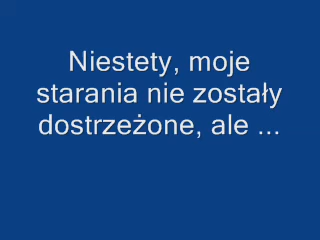 Niestety, moje
starania nie zostały
dostrzeżone, ale ...